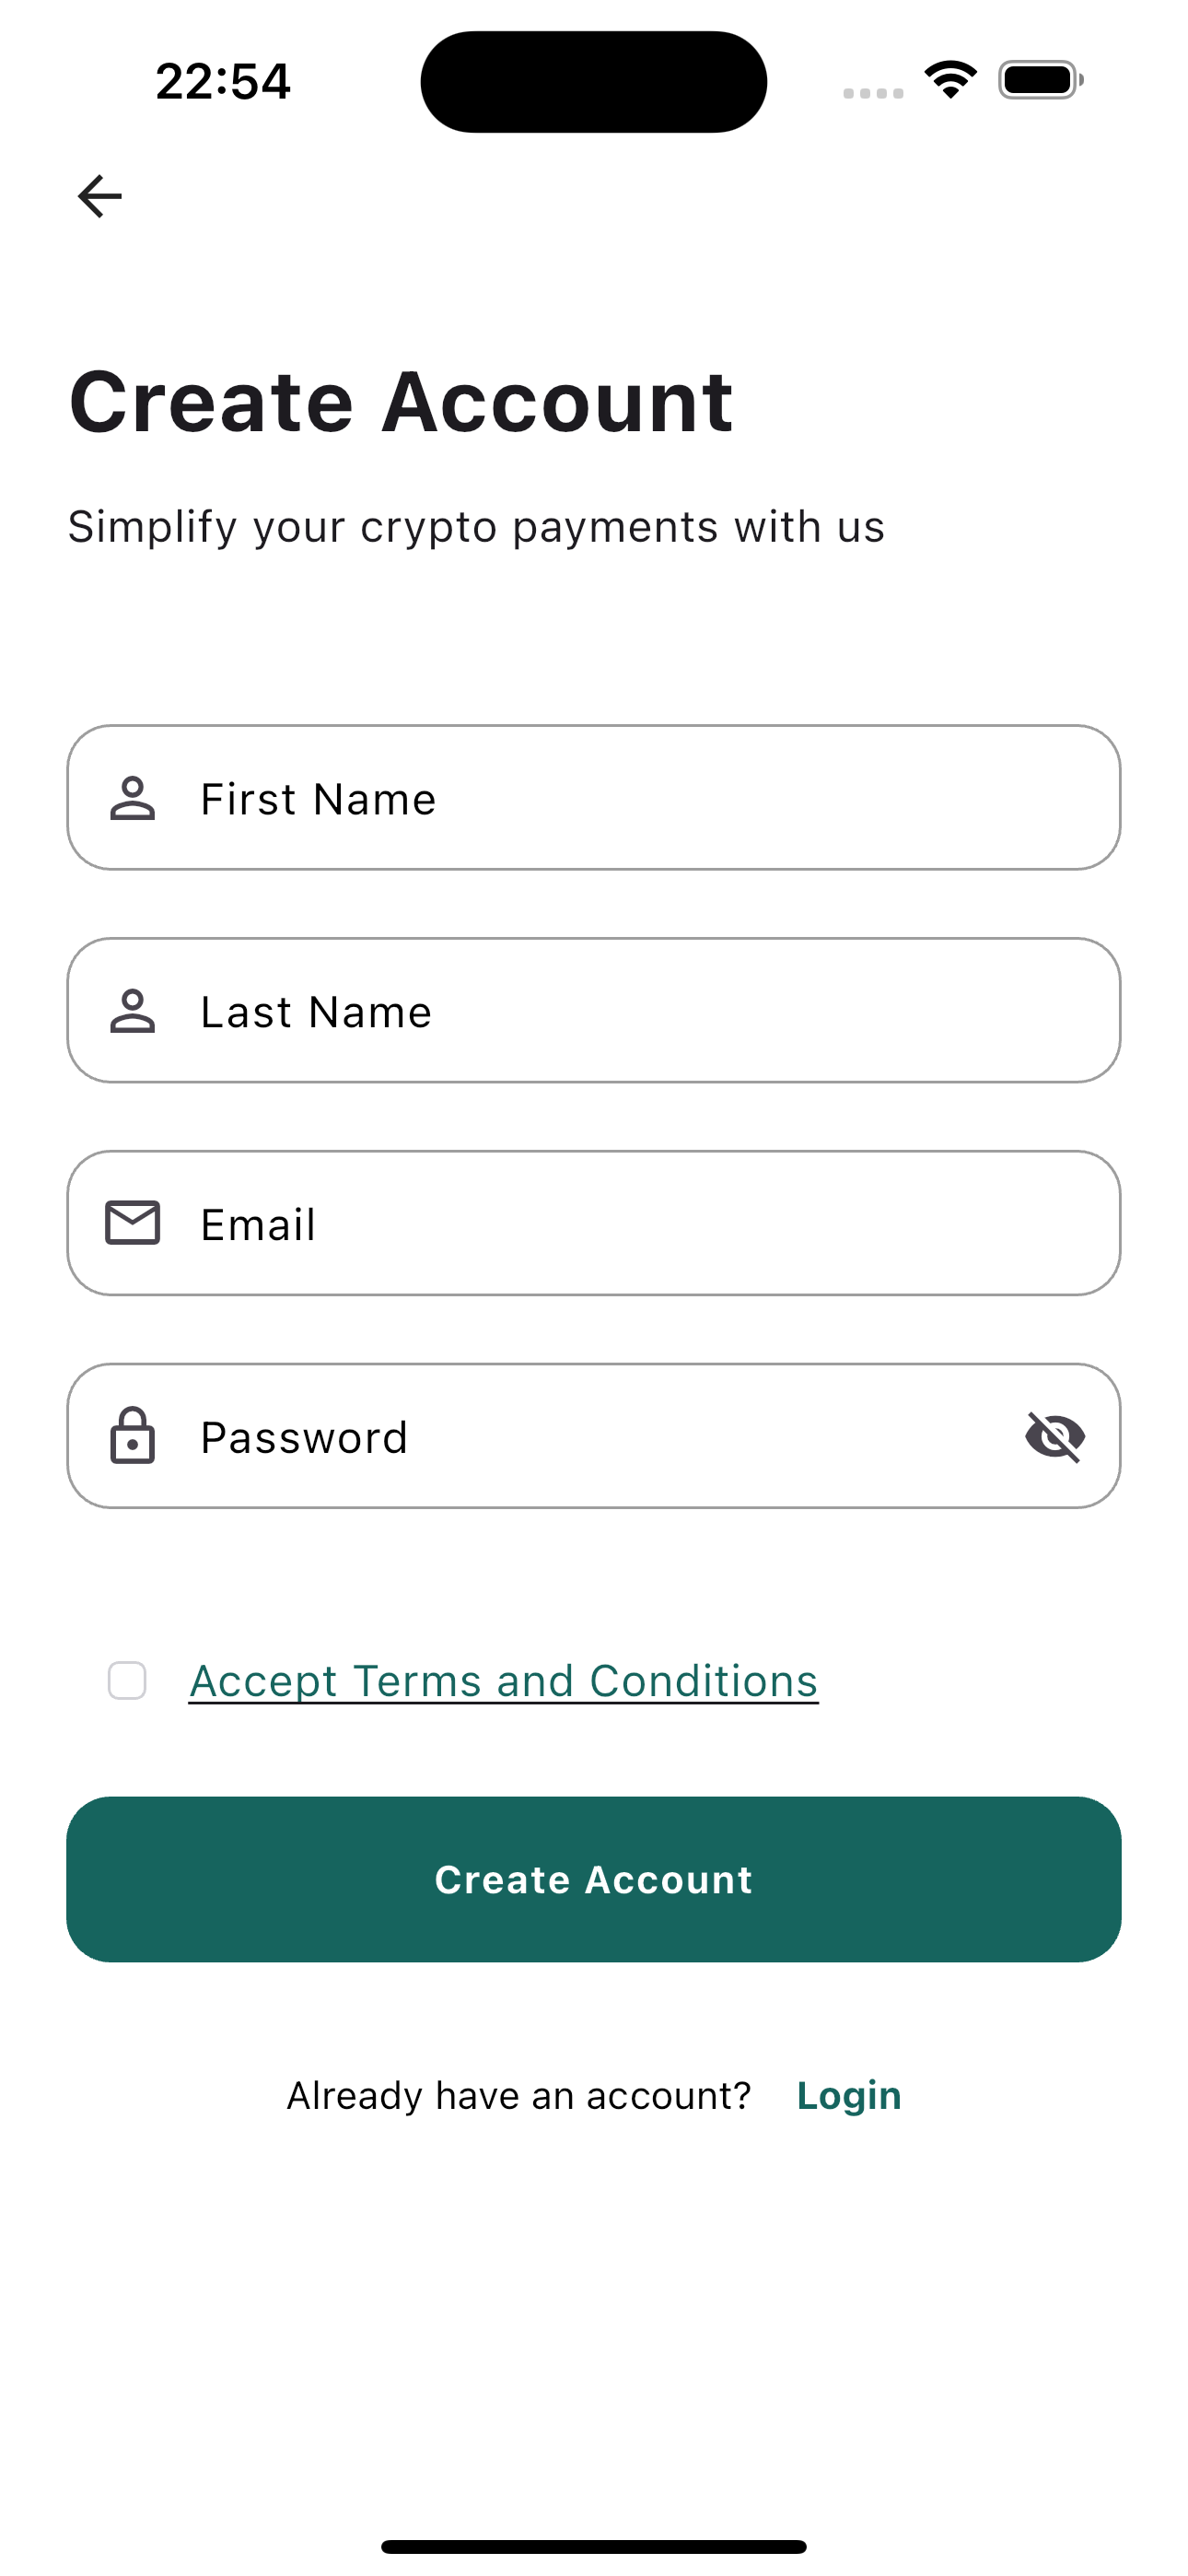 22:54
Create Account
Simplify your crypto payments with us
First Name
Last Name
Email
Password
Accept Terms and Conditions
Create Account
Already have an account? Login